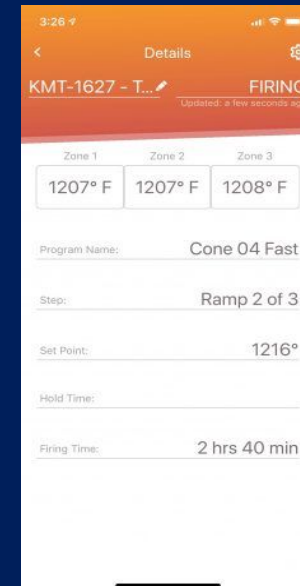 3:26
Details
KMT-1627 - T...
FIRING
Updated: a few seconds ago
Zone 1 Zone 2 Zone 3
1207° F 1207° F 1208° F
Program Name: Cone 04 Fast
Step: Ramp 2 of 3
Set Point: 1216°
Hold Time:
Firing Time: 2 hrs 40 min